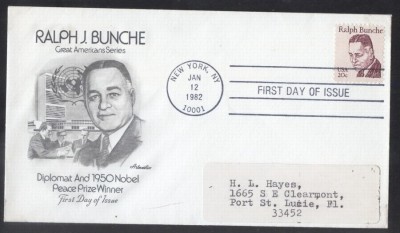 RALPH J. BUNCHE
Great Americans Series
Diplomat And 1950 Nobel
Peace Prize Winner
First Day of Issue
NEW YORK, NY
JAN
12
1982
10001
FIRST DAY OF ISSUE
Ralph Bunche
USA
20c
H. L. Hayes,
1665 S E Clearmont,
Port St. Lucie, Fl.
33452